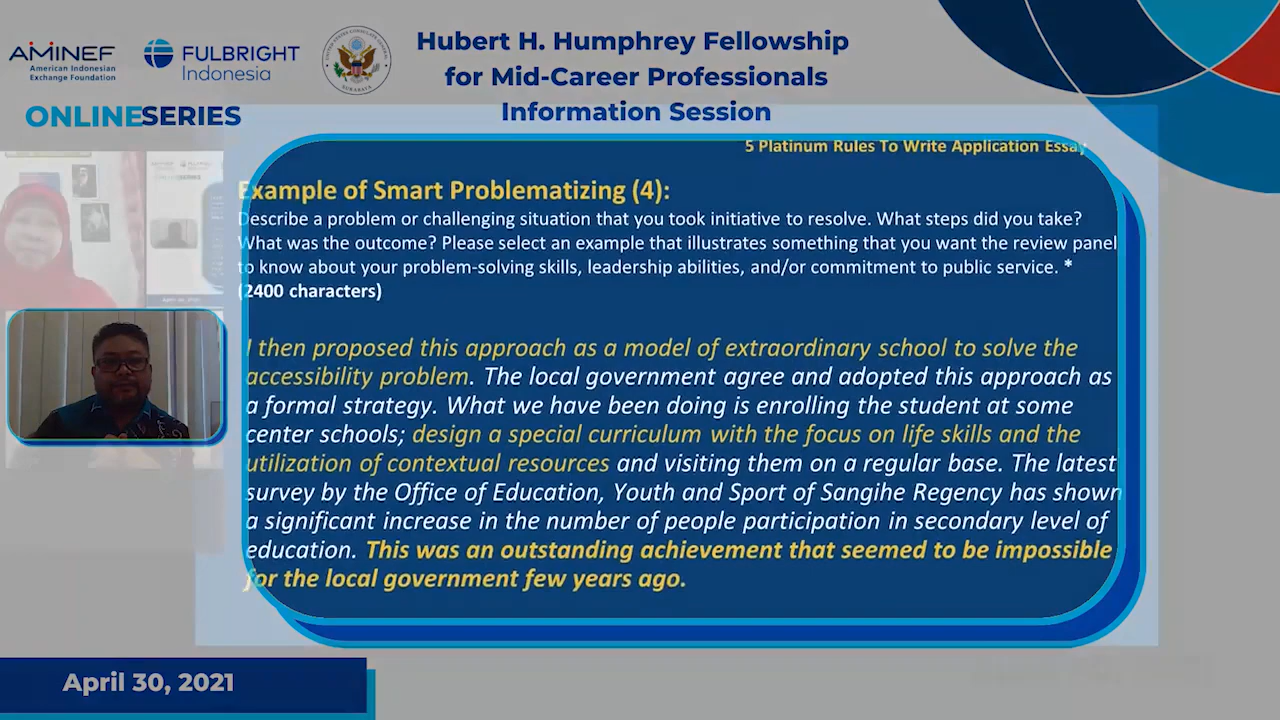 AMINEF
American Indonesian
Exchange Foundation
FULBRIGHT
Indonesia
ONLINESERIES
Hubert H. Humphrey Fellowship
for Mid-Career Professionals
Information Session
5 Platinum Rules To Write Application Essay
Example of Smart Problematizing (4):
Describe a problem or challenging situation that you took initiative to resolve. What steps did you take?
What was the outcome? Please select an example that illustrates something that you want the review panel
to know about your problem-solving skills, leadership abilities, and/or commitment to public service. *
(2400 characters)
I then proposed this approach as a model of extraordinary school to solve the
accessibility problem. The local government agree and adopted this approach as
a formal strategy. What we have been doing is enrolling the student at some
center schools; design a special curriculum with the focus on life skills and the
utilization of contextual resources and visiting them on a regular base. The latest
survey by the Office of Education, Youth and Sport of Sangihe Regency has shown
a significant increase in the number of people participation in secondary level of
education. This was an outstanding achievement that seemed to be impossible
for the local government few years ago.
April 30, 2021